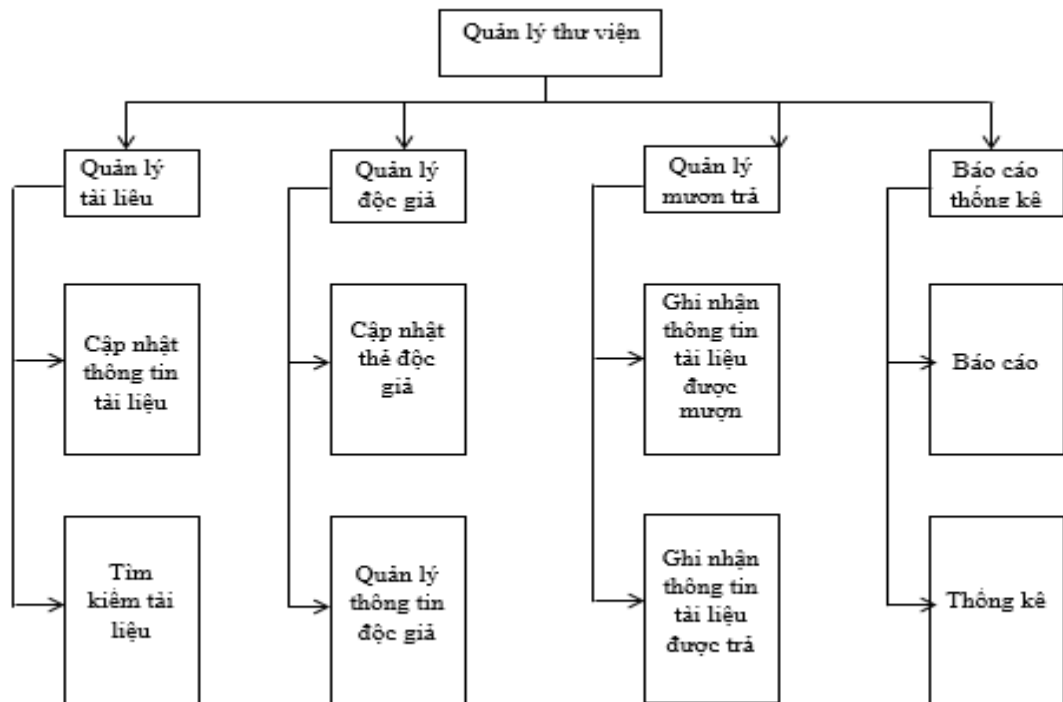 Quản lý thư viện
Quản lý
tài liêu
Quản lý
độc giả
Quản lý
mươn trả
Báo cáo
thống kê
Cập nhật
thông tin
tài liệu
Cập nhật
thẻ độc
giả
Ghi nhận
thông tin
tài liệu
được
mượn
Báo cáo
Tìm
kiếm tài
liệu
Quản lý
thông tin
độc giả
Ghi nhận
thông tin
tài liệu
được trả
Thống kê